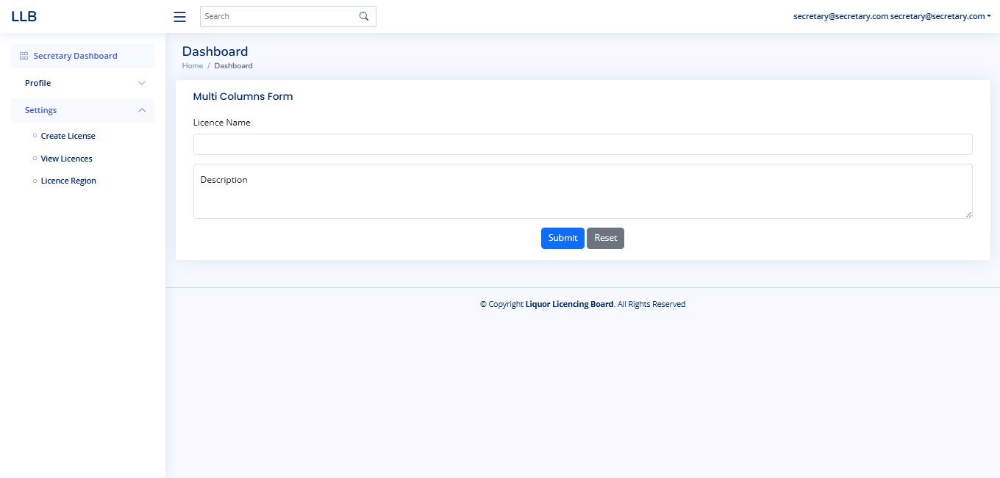 LLB
Search
secretary@secretary.com secretary@secretary.com
Secretary Dashboard
Profile
Settings
Create License
View Licences
Licence Region
Dashboard
Home / Dashboard
Multi Columns Form
Licence Name
Description
Submit Reset
© Copyright Liquor Licencing Board. All Rights Reserved